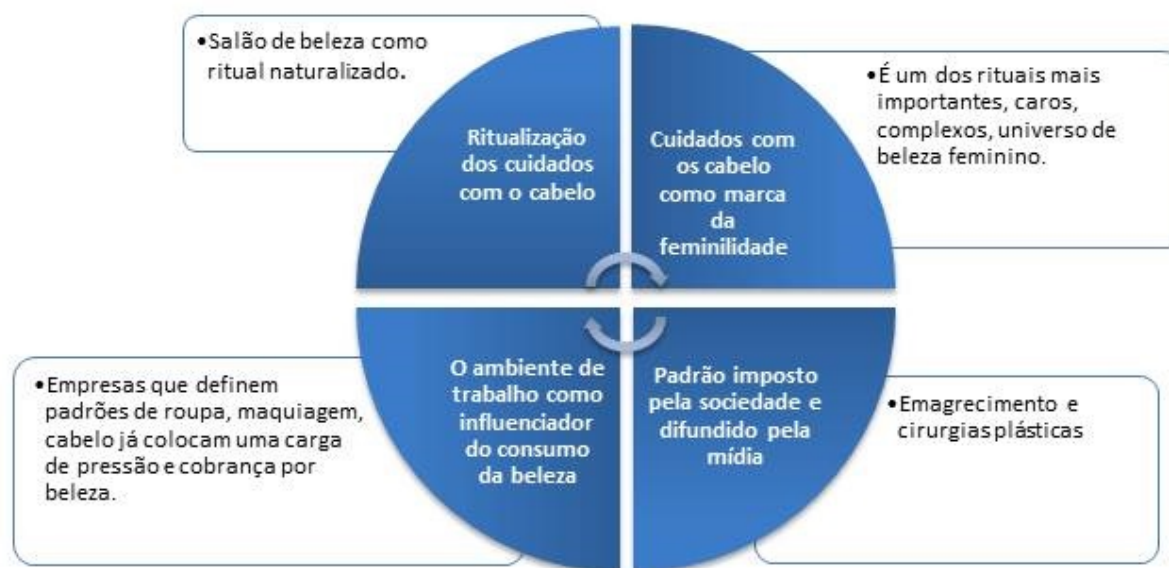 •Salão de beleza como
ritual naturalizado.
Ritualização
dos cuidados
com o cabelo
Cuidados com
os cabelo
como marca
da
feminilidade
•É um dos rituais mais
importantes, caros,
complexos, universo de
beleza feminino.
•Empresas que definem
padrões de roupa, maquiagem,
cabelo já colocam uma carga
de pressão e cobrança por
beleza.
O ambiente de
trabalho como
influenciador
do consumo
da beleza
Padrão imposto
pela sociedade e
difundido pela
mídia
•Emagrecimento e
cirurgias plásticas